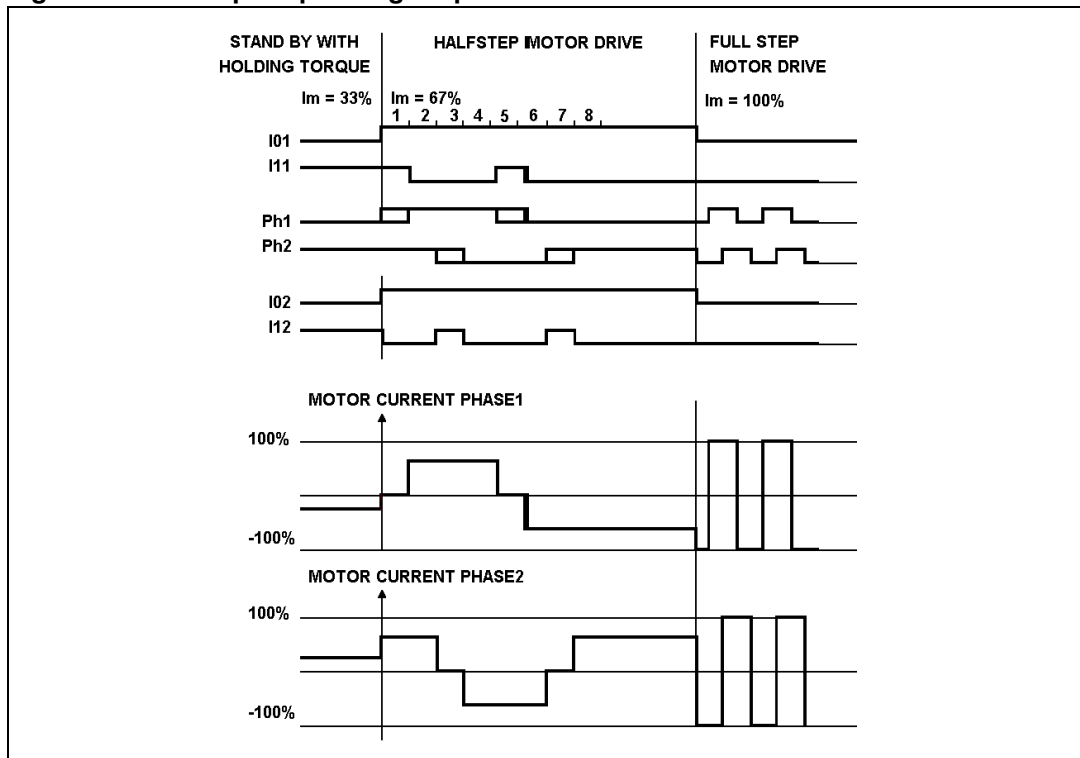 STAND BY WITH
HOLDING TORQUE
HALFSTEP MOTOR DRIVE
FULL STEP
MOTOR DRIVE
Im = 33%
Im = 67%
Im = 100%
1 2 3 4 5 6 7 8
I01
I11
Ph1
Ph2
I02
I12
MOTOR CURRENT PHASE1
100%
-100%
MOTOR CURRENT PHASE2
100%
-100%